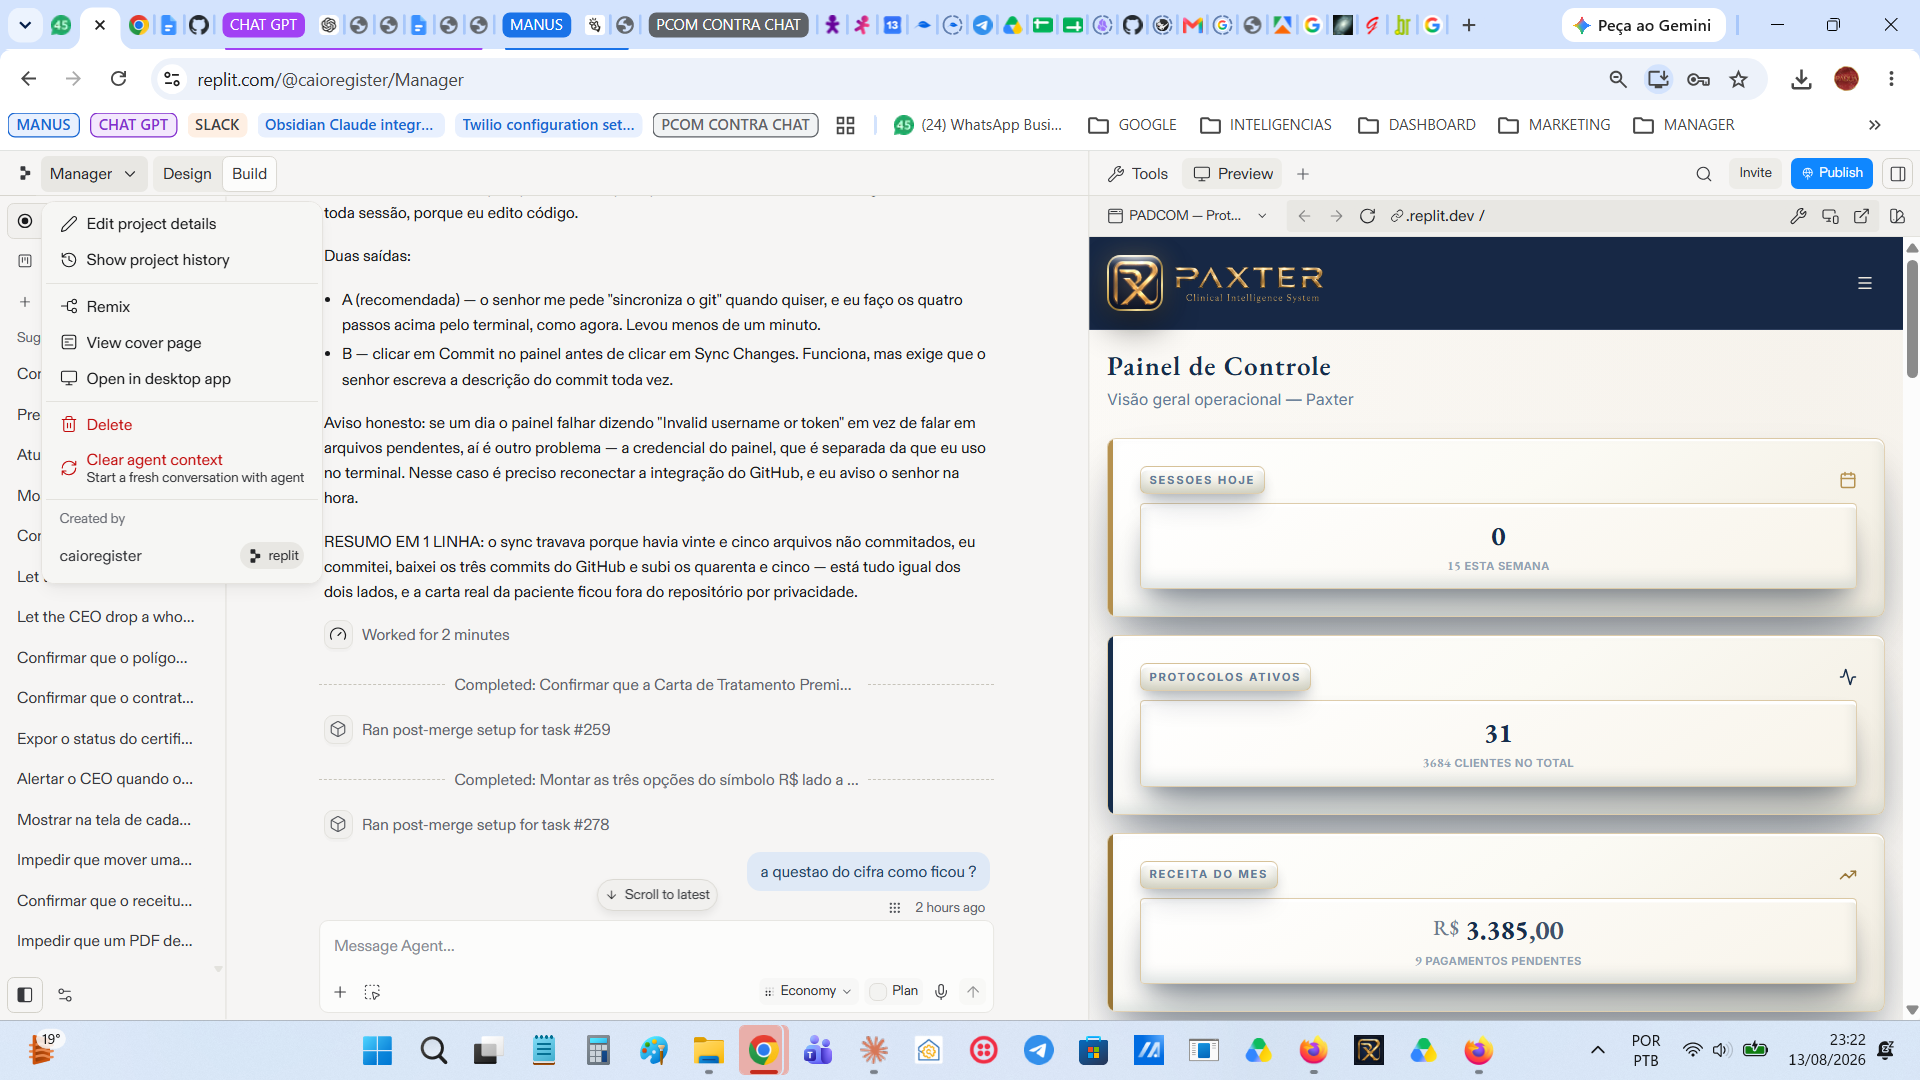 45
CHAT GPT
MANUS
PCOM CONTRA CHAT
13
Peça ao Gemini
replit.com/@caioregister/Manager
MANUS
CHAT GPT
SLACK
Obsidian Claude integr...
Twilio configuration set...
PCOM CONTRA CHAT
45
(24) WhatsApp Busi...
GOOGLE
INTELIGENCIAS
DASHBOARD
MARKETING
MANAGER
Manager
Design
Build
Tools
Preview
Invite
Publish
PADCOM — Prot...
.replit.dev /
Edit project details
Show project history
Remix
View cover page
Open in desktop app
Delete
Clear agent context
Start a fresh conversation with agent
Created by
caioregister
replit
Sug
Cor
Pre
Atu
Mo
Cor
Let
Let the CEO drop a who...
Confirmar que o polígo...
Confirmar que o contrat...
Expor o status do certifi...
Alertar o CEO quando o...
Mostrar na tela de cada...
Impedir que mover uma...
Confirmar que o receitu...
Impedir que um PDF de...
toda sessão, porque eu edito código.
Duas saídas:
• A (recomendada) — o senhor me pede "sincroniza o git" quando quiser, e eu faço os quatro
passos acima pelo terminal, como agora. Levou menos de um minuto.
• B — clicar em Commit no painel antes de clicar em Sync Changes. Funciona, mas exige que o
senhor escreva a descrição do commit toda vez.
Aviso honesto: se um dia o painel falhar dizendo "Invalid username or token" em vez de falar em
arquivos pendentes, aí é outro problema — a credencial do painel, que é separada da que eu uso
no terminal. Nesse caso é preciso reconectar a integração do GitHub, e eu aviso o senhor na
hora.
RESUMO EM 1 LINHA: o sync travava porque havia vinte e cinco arquivos não commitados, eu
commitei, baixei os três commits do GitHub e subi os quarenta e cinco — está tudo igual dos
dois lados, e a carta real da paciente ficou fora do repositório por privacidade.
Worked for 2 minutes
Completed: Confirmar que a Carta de Tratamento Premi...
Ran post-merge setup for task #259
Completed: Montar as três opções do símbolo R$ lado a ...
Ran post-merge setup for task #278
a questao do cifra como ficou ?
Scroll to latest
2 hours ago
Message Agent...
Economy
Plan
PAXTER
Clinical Intelligence System
Painel de Controle
Visão geral operacional — Paxter
SESSOES HOJE
0
15 ESTA SEMANA
PROTOCOLOS ATIVOS
31
3684 CLIENTES NO TOTAL
RECEITA DO MES
R$ 3.385,00
9 PAGAMENTOS PENDENTES
19°
POR
PTB
23:22
13/08/2026